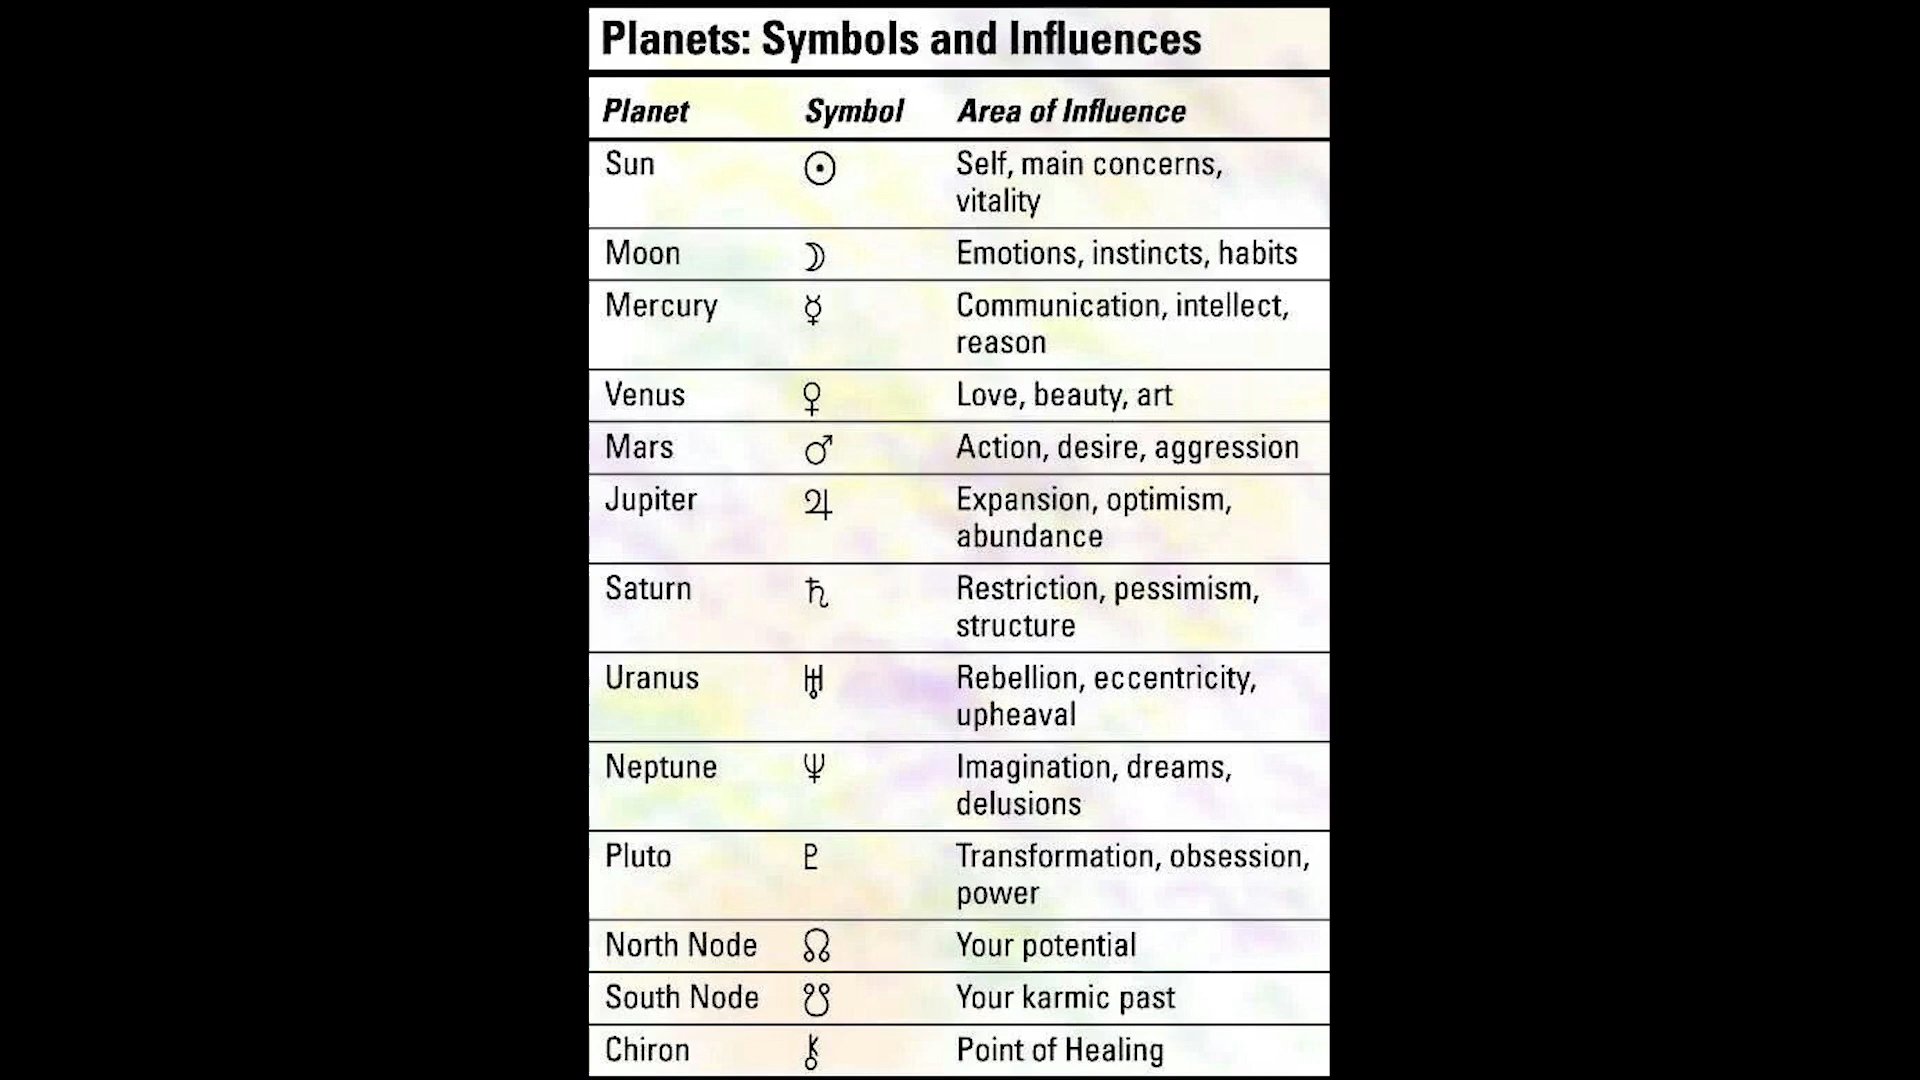 Planets: Symbols and Influences
Planet Symbol Area of Influence
Sun ☉ Self, main concerns,
vitality
Moon ☽ Emotions, instincts, habits
Mercury ☿ Communication, intellect,
reason
Venus ♀ Love, beauty, art
Mars ♂ Action, desire, aggression
Jupiter ♃ Expansion, optimism,
abundance
Saturn ♄ Restriction, pessimism,
structure
Uranus ♅ Rebellion, eccentricity,
upheaval
Neptune ♆ Imagination, dreams,
delusions
Pluto ♇ Transformation, obsession,
power
North Node ☊ Your potential
South Node ☋ Your karmic past
Chiron ⚷ Point of Healing